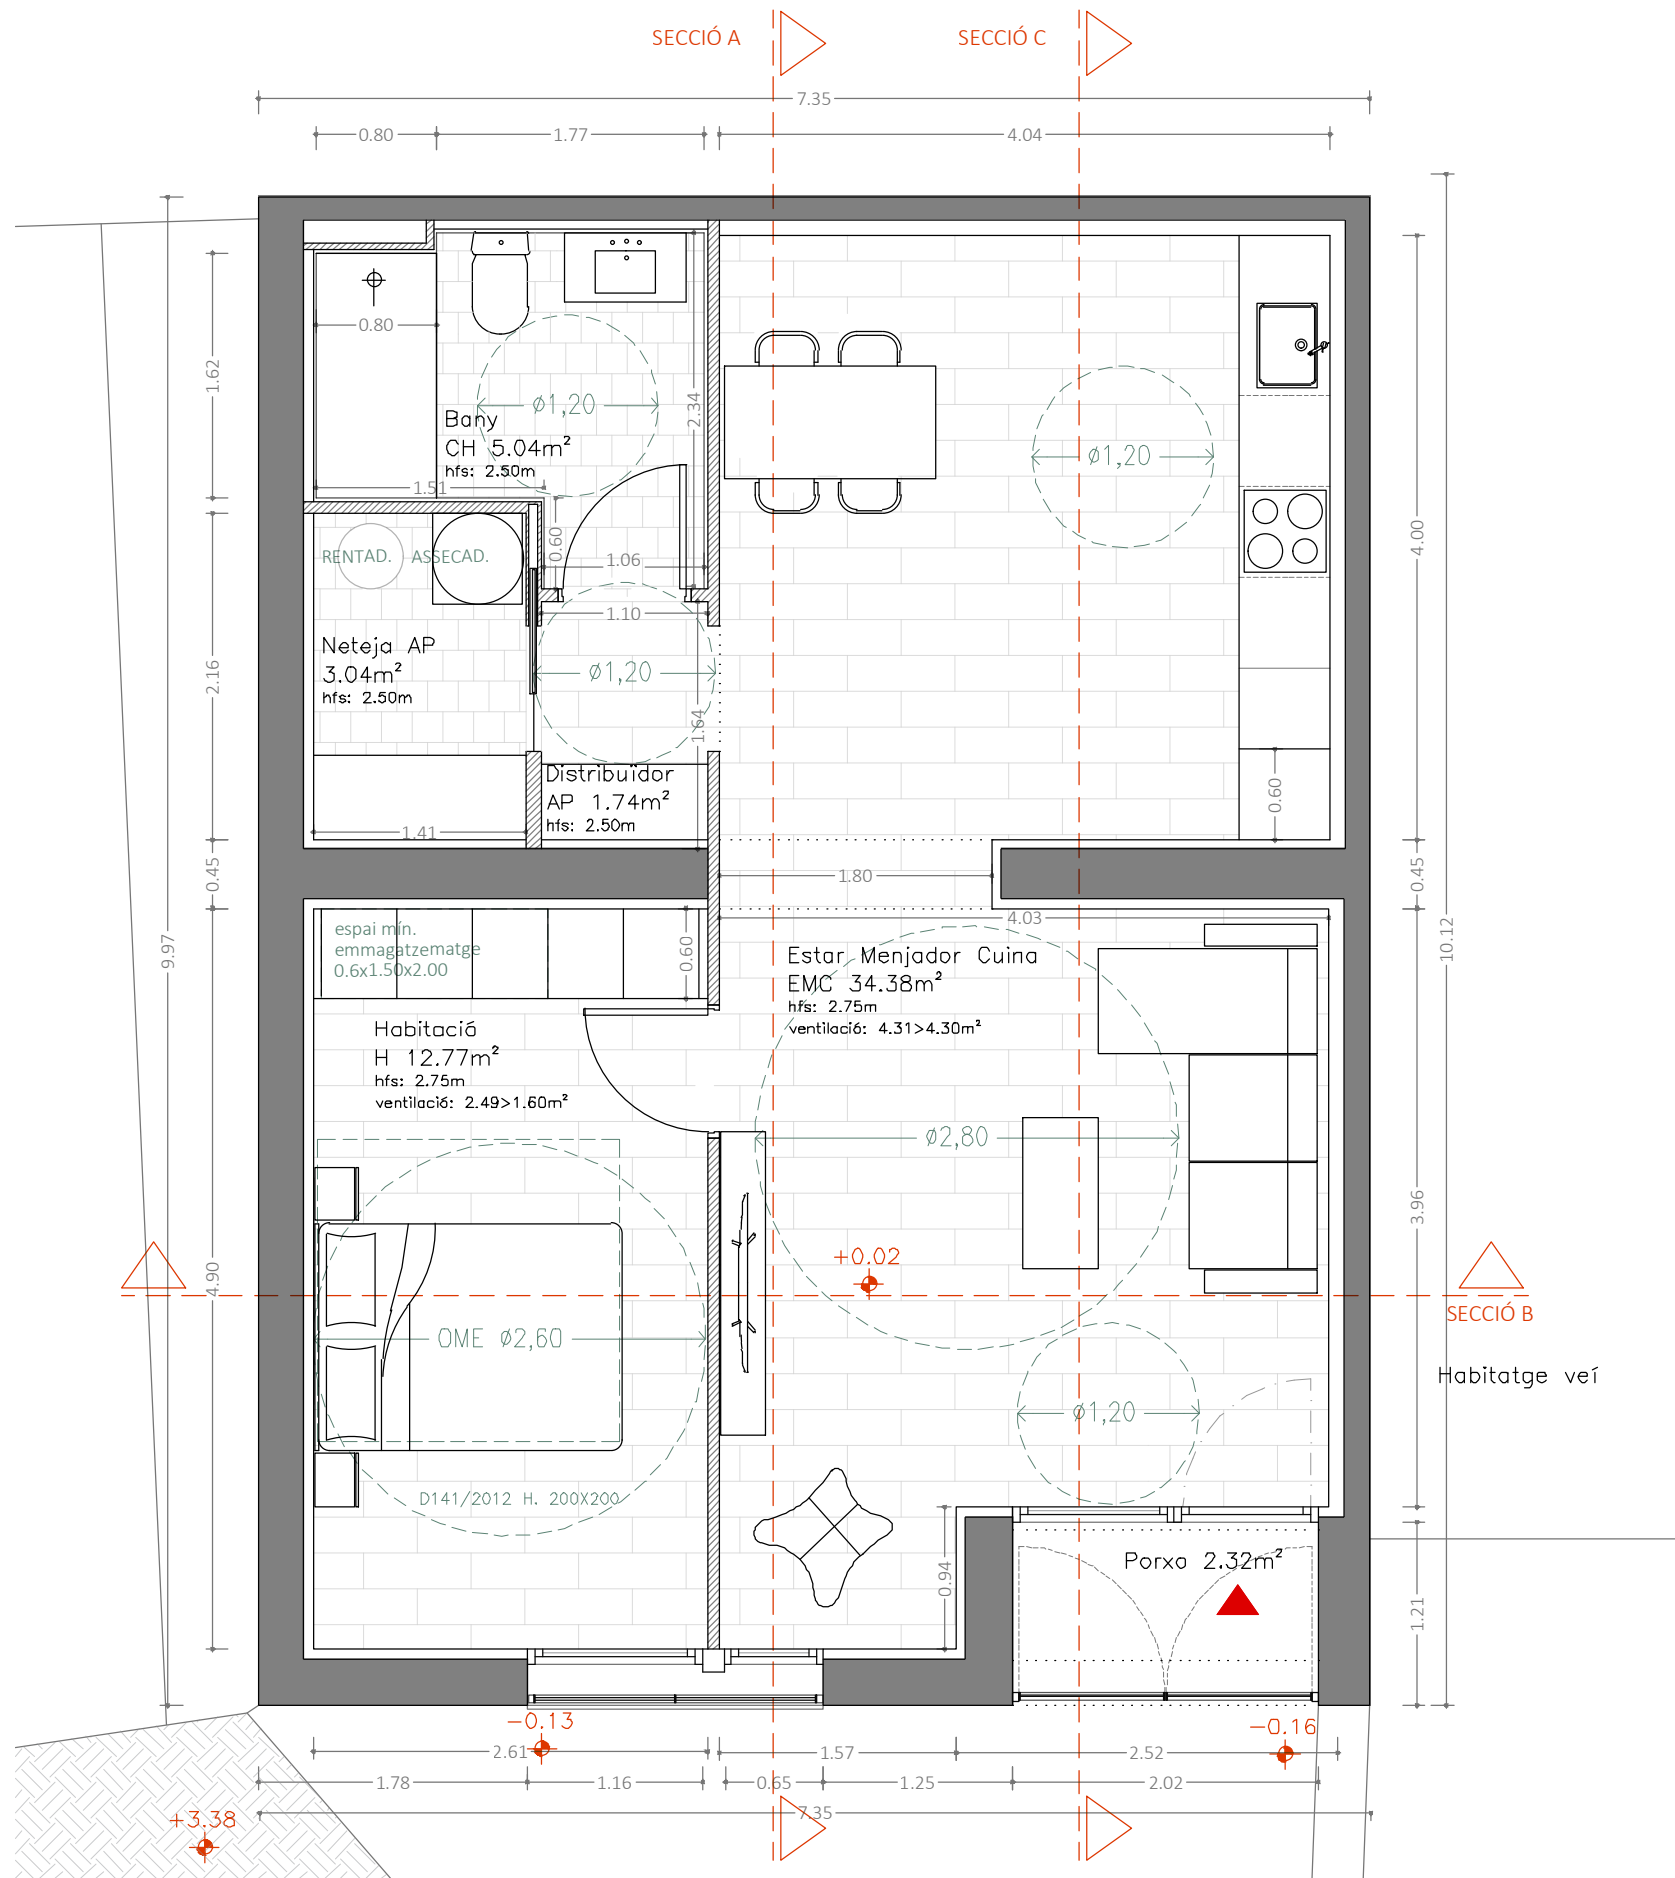 SECCIÓ A
SECCIÓ C
7.35
0.80
1.77
4.04
0.80
1.62
ø1,20
2.34
Bany
CH 5.04m²
hfs: 2.50m
ø1,20
1.51
0.60
1.06
4.00
RENTAD.
ASSECAD.
1.10
Neteja AP
3.04m²
hfs: 2.50m
ø1,20
2.16
1.64
Distribuïdor
AP 1.74m²
hfs: 2.50m
0.60
1.41
0.45
1.80
0.45
4.03
9.97
10.12
espai mín.
emmagatzematge
0.6x1.50x2.00
0.60
Estar Menjador Cuina
EMC 34.38m²
hfs: 2.75m
ventilació: 4.31>4.30m²
Habitació
H 12.77m²
hfs: 2.75m
ventilació: 2.49>1.60m²
ø2,80
3.96
+0.02
4.90
SECCIÓ B
OME ø2,60
Habitatge veí
ø1,20
D141/2012 H. 200X200
0.94
Porxo 2.32m²
1.21
-0.13
-0.16
2.61
1.57
2.52
1.78
1.16
0.65
1.25
2.02
7.35
+3.38